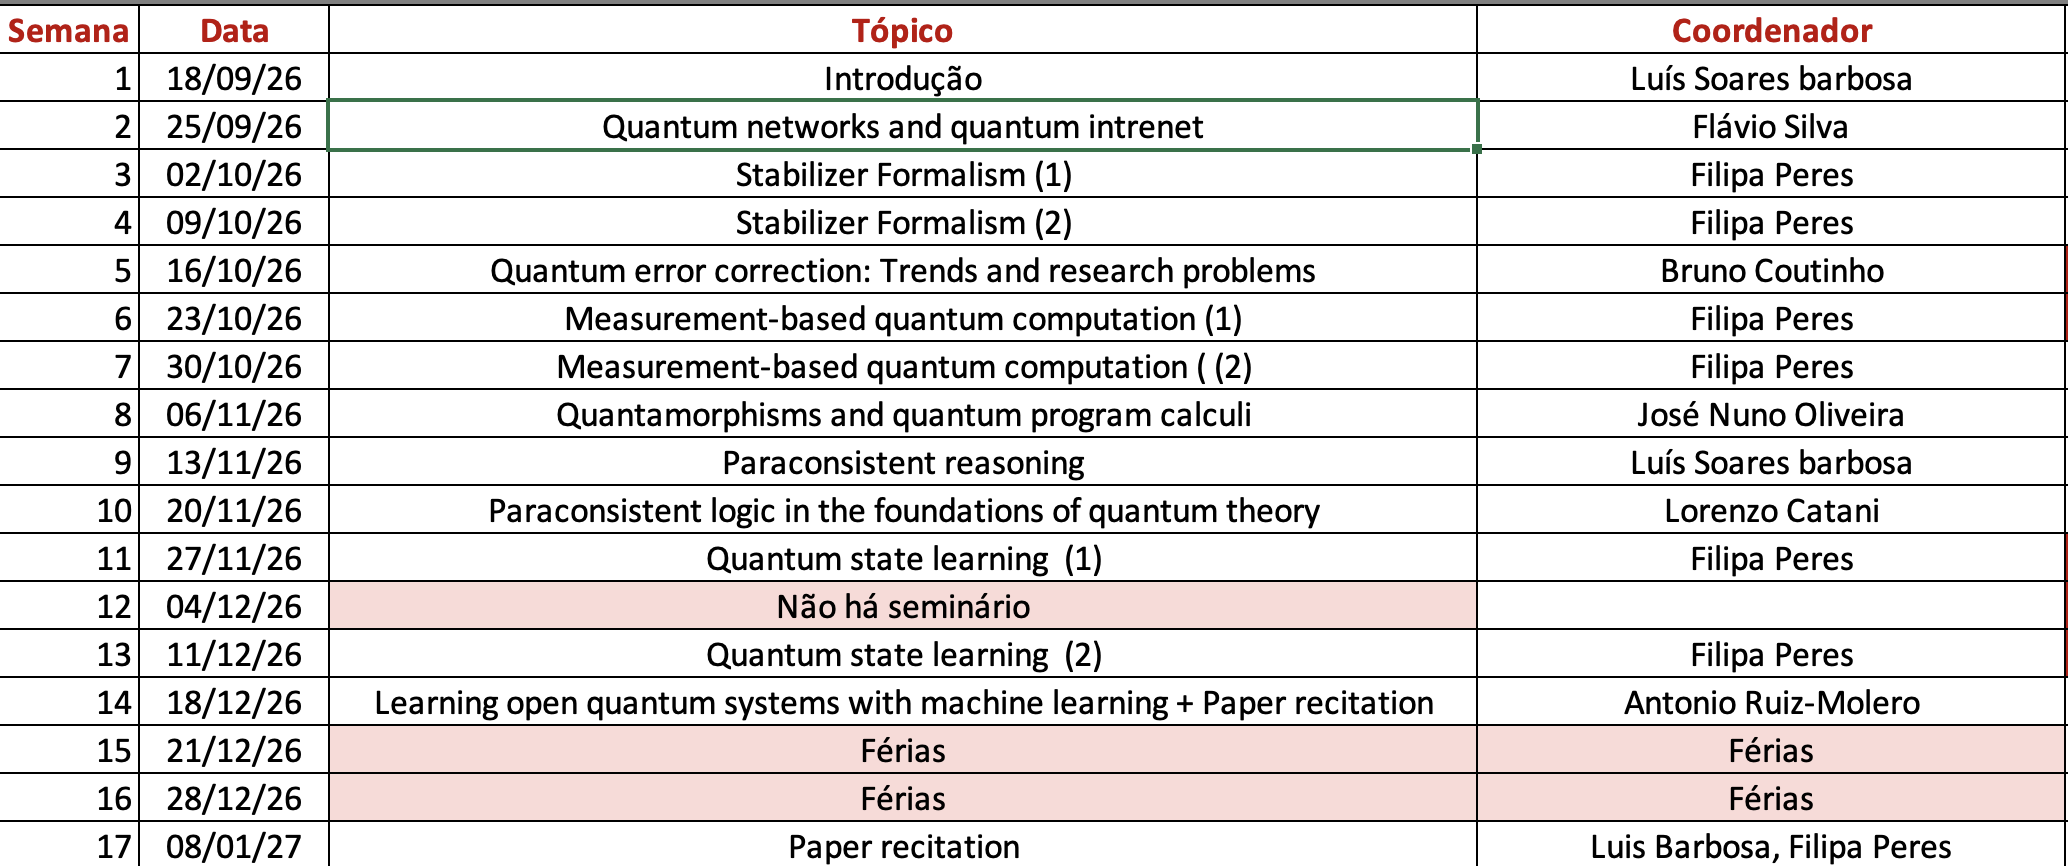 Semana Data Tópico Coordenador
1 18/09/26 Introdução Luís Soares barbosa
2 25/09/26 Quantum networks and quantum intrenet Flávio Silva
3 02/10/26 Stabilizer Formalism (1) Filipa Peres
4 09/10/26 Stabilizer Formalism (2) Filipa Peres
5 16/10/26 Quantum error correction: Trends and research problems Bruno Coutinho
6 23/10/26 Measurement-based quantum computation (1) Filipa Peres
7 30/10/26 Measurement-based quantum computation ( (2) Filipa Peres
8 06/11/26 Quantamorphisms and quantum program calculi José Nuno Oliveira
9 13/11/26 Paraconsistent reasoning Luís Soares barbosa
10 20/11/26 Paraconsistent logic in the foundations of quantum theory Lorenzo Catani
11 27/11/26 Quantum state learning  (1) Filipa Peres
12 04/12/26 Não há seminário
13 11/12/26 Quantum state learning  (2) Filipa Peres
14 18/12/26 Learning open quantum systems with machine learning + Paper recitation Antonio Ruiz-Molero
15 21/12/26 Férias Férias
16 28/12/26 Férias Férias
17 08/01/27 Paper recitation Luis Barbosa, Filipa Peres